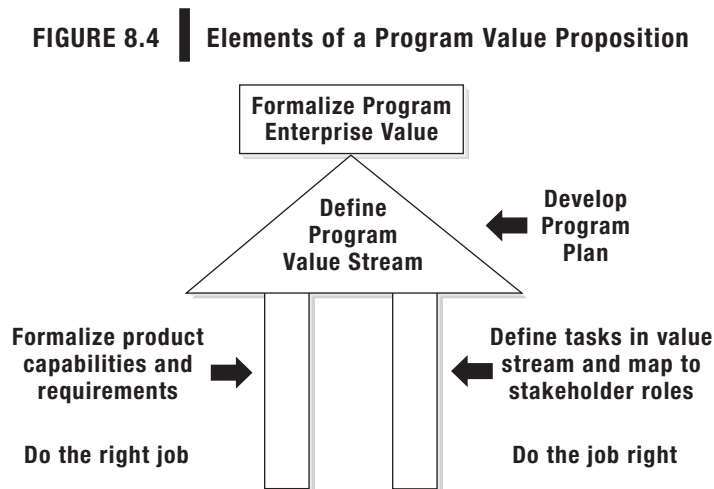 FIGURE 8.4 Elements of a Program Value Proposition
Formalize Program
Enterprise Value
Define
Program
Value Stream
Develop
Program
Plan
Formalize product
capabilities and
requirements
Define tasks in value
stream and map to
stakeholder roles
Do the right job
Do the job right